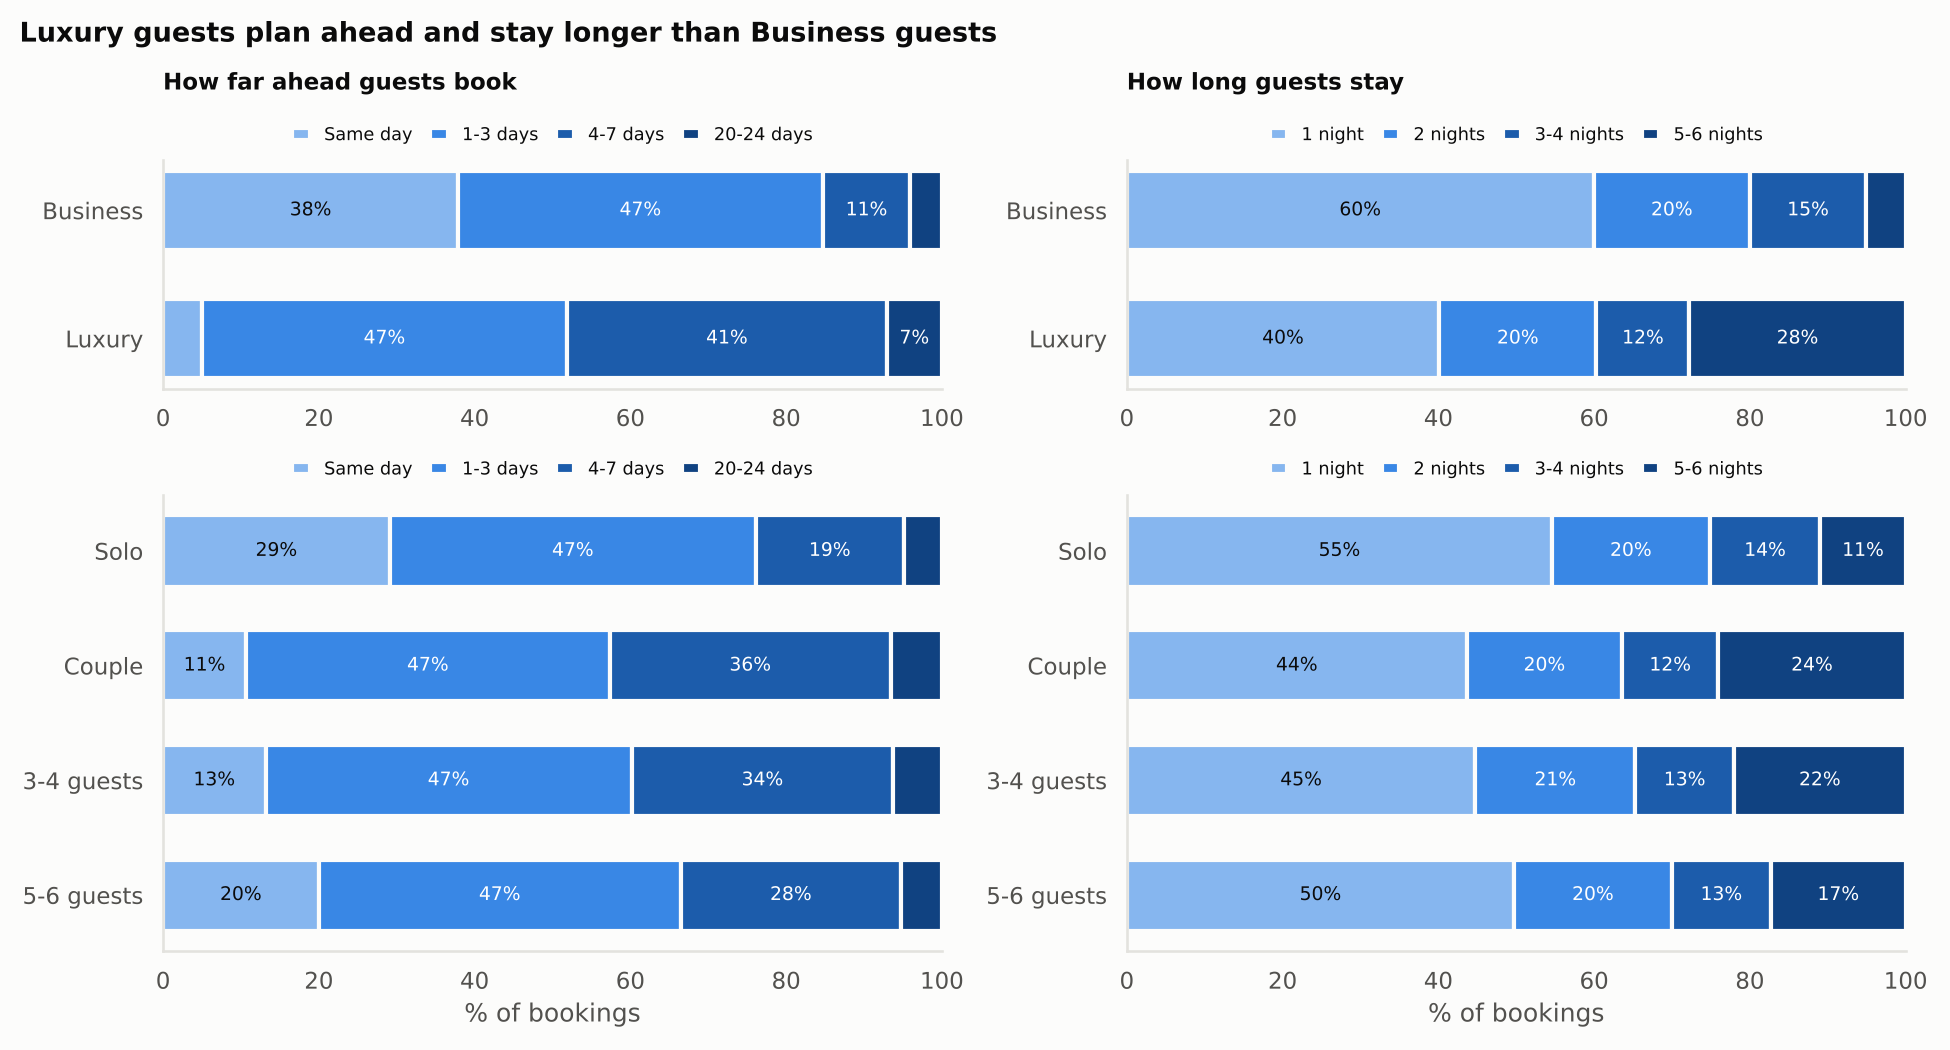 Luxury guests plan ahead and stay longer than Business guests
How far ahead guests book
Same day 1-3 days 4-7 days 20-24 days
Business 38% 47% 11%
Luxury 47% 41% 7%
0 20 40 60 80 100
How long guests stay
1 night 2 nights 3-4 nights 5-6 nights
Business 60% 20% 15%
Luxury 40% 20% 12% 28%
0 20 40 60 80 100
Same day 1-3 days 4-7 days 20-24 days
Solo 29% 47% 19%
Couple 11% 47% 36%
3-4 guests 13% 47% 34%
5-6 guests 20% 47% 28%
0 20 40 60 80 100
% of bookings
1 night 2 nights 3-4 nights 5-6 nights
Solo 55% 20% 14% 11%
Couple 44% 20% 12% 24%
3-4 guests 45% 21% 13% 22%
5-6 guests 50% 20% 13% 17%
0 20 40 60 80 100
% of bookings